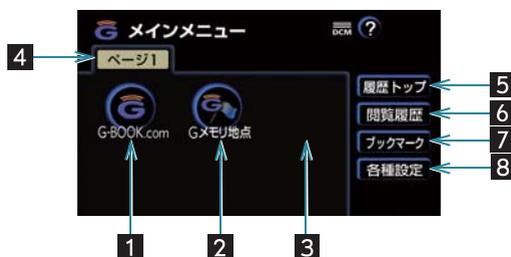 G メインメニュー DCM ?
4 ページ1
履歴トップ 5
閲覧履歴 6
ブックマーク 7
各種設定 8
G-BOOK.com Gメモリ地点
1 2 3